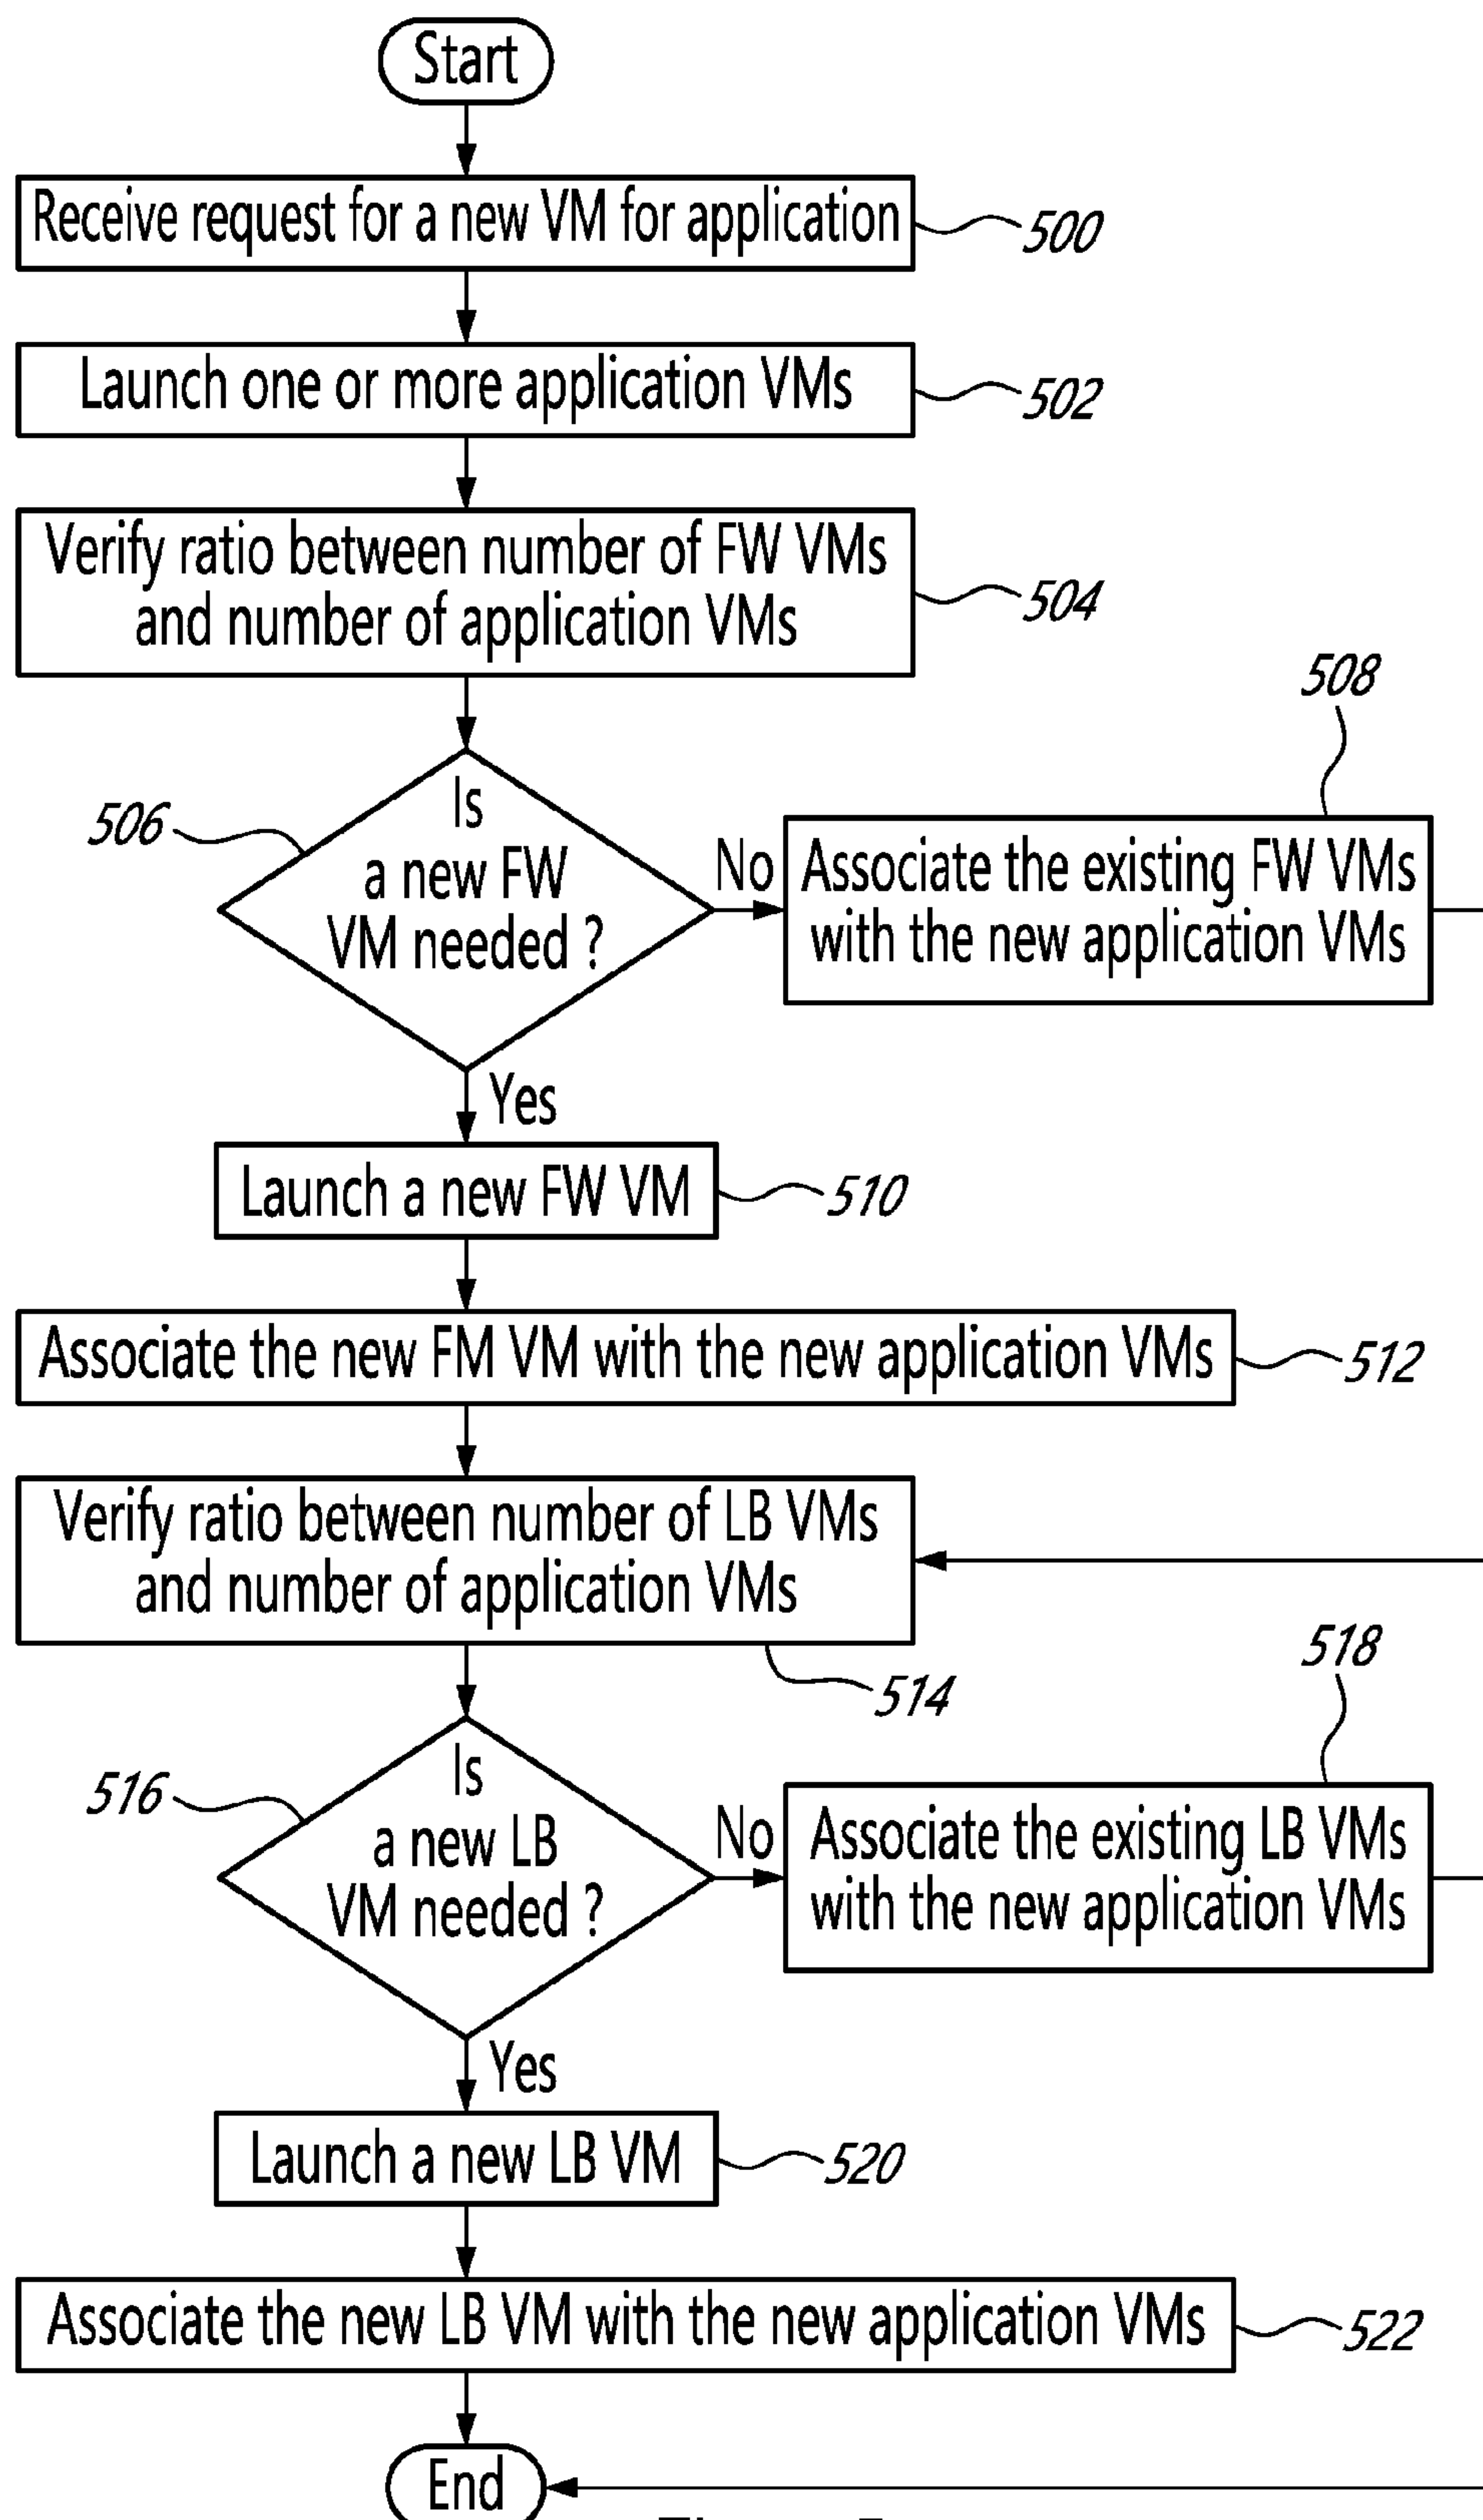 Start
Receive request for a new VM for application
500
Launch one or more application VMs
502
Verify ratio between number of FW VMs
and number of application VMs
504
508
506
Is
a new FW
VM needed ?
No
Associate the existing FW VMs
with the new application VMs
Yes
Launch a new FW VM
510
Associate the new FM VM with the new application VMs
512
Verify ratio between number of LB VMs
and number of application VMs
514
518
516
Is
a new LB
VM needed ?
No
Associate the existing LB VMs
with the new application VMs
Yes
Launch a new LB VM
520
Associate the new LB VM with the new application VMs
522
End